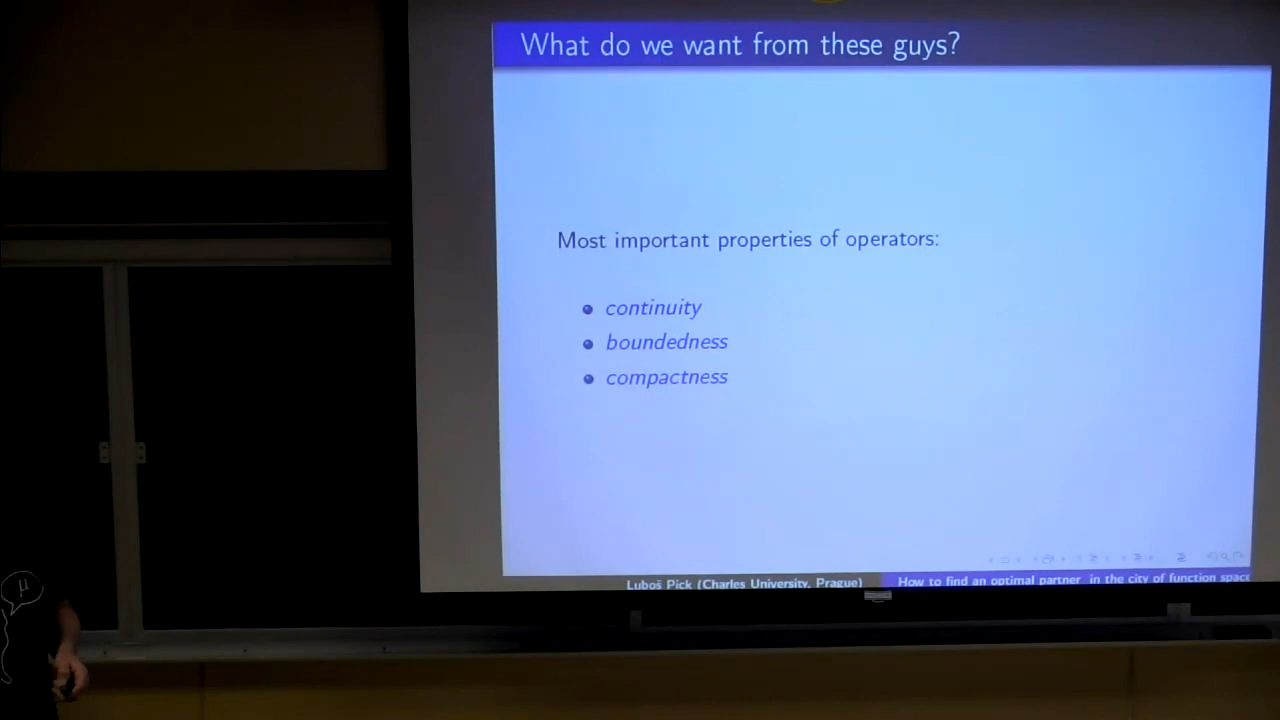 What do we want from these guys?
Most important properties of operators:
continuity
boundedness
compactness
Luboš Pick (Charles University, Prague)
How to find an optimal partner in the city of function spac
μ